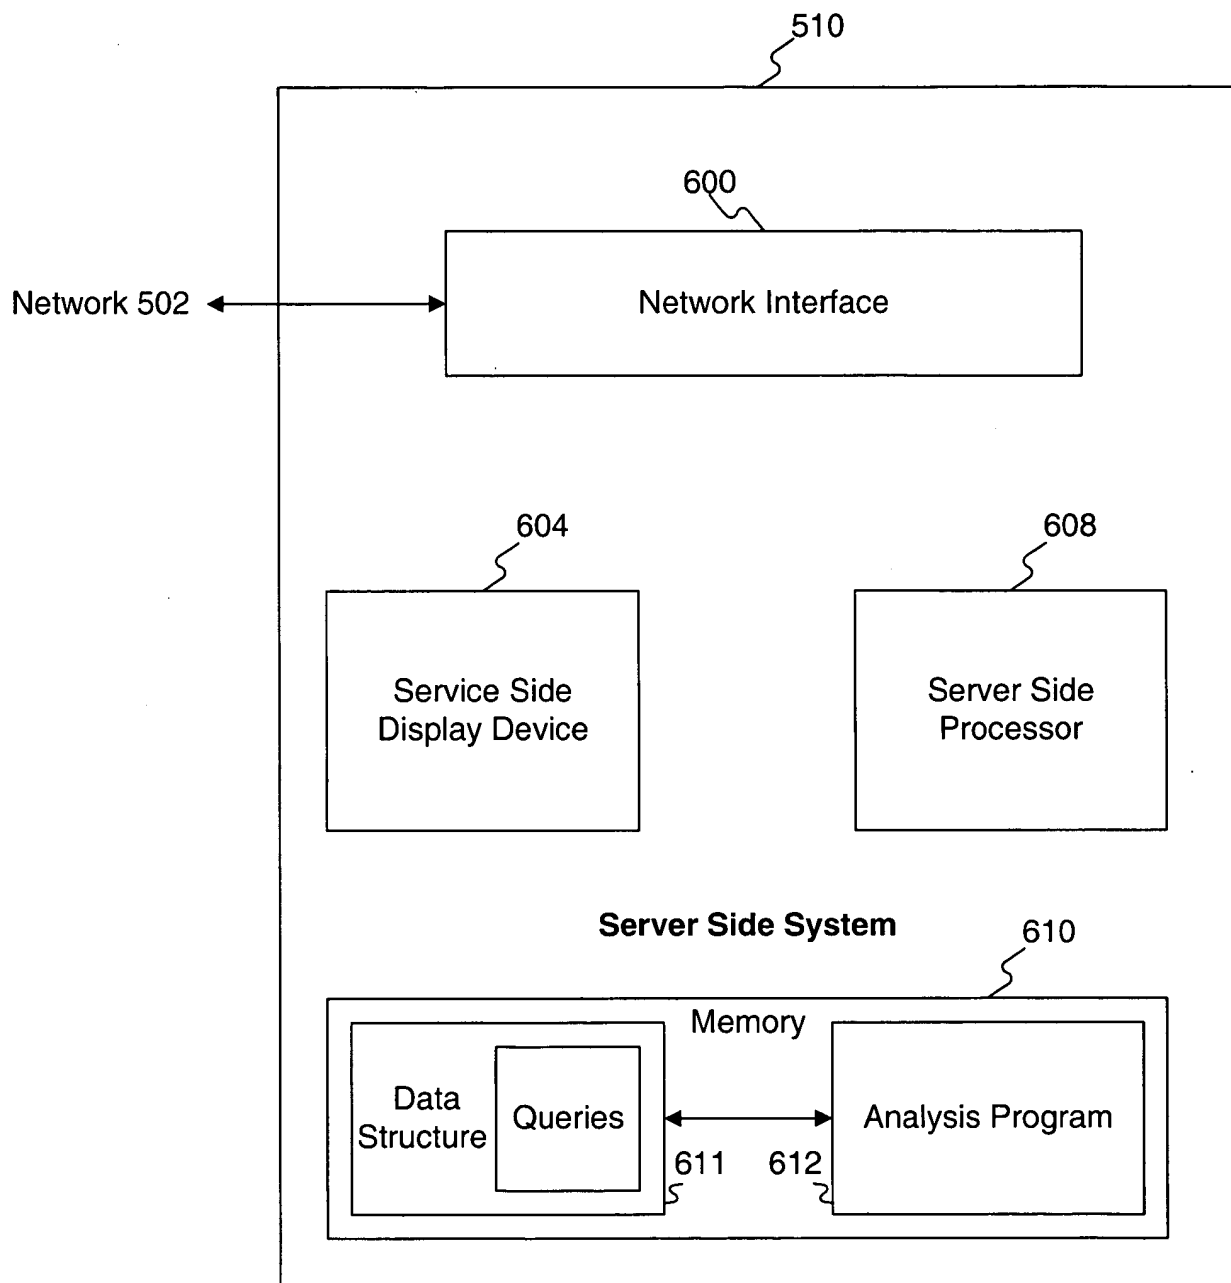 510
600
Network 502
Network Interface
604
608
Service Side
Display Device
Server Side
Processor
Server Side System
610
Memory
Data
Structure
Queries
Analysis Program
611
612